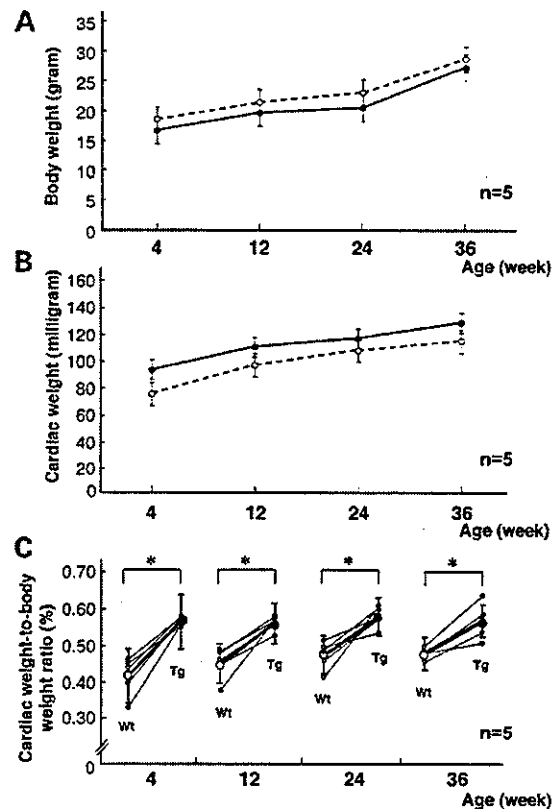 A
Body weight (gram)
35
30
25
20
15
10
5
0
n=5
4 12 24 36
Age (week)
B
Cardiac weight (milligram)
160
140
120
100
80
60
40
20
0
n=5
4 12 24 36
Age (week)
C
Cardiac weight-to-body
weight ratio (%)
0.70
0.60
0.50
0.40
0.30
0
* * * *
Wt Tg Wt Tg Wt Tg Wt Tg
n=5
4 12 24 36
Age (week)